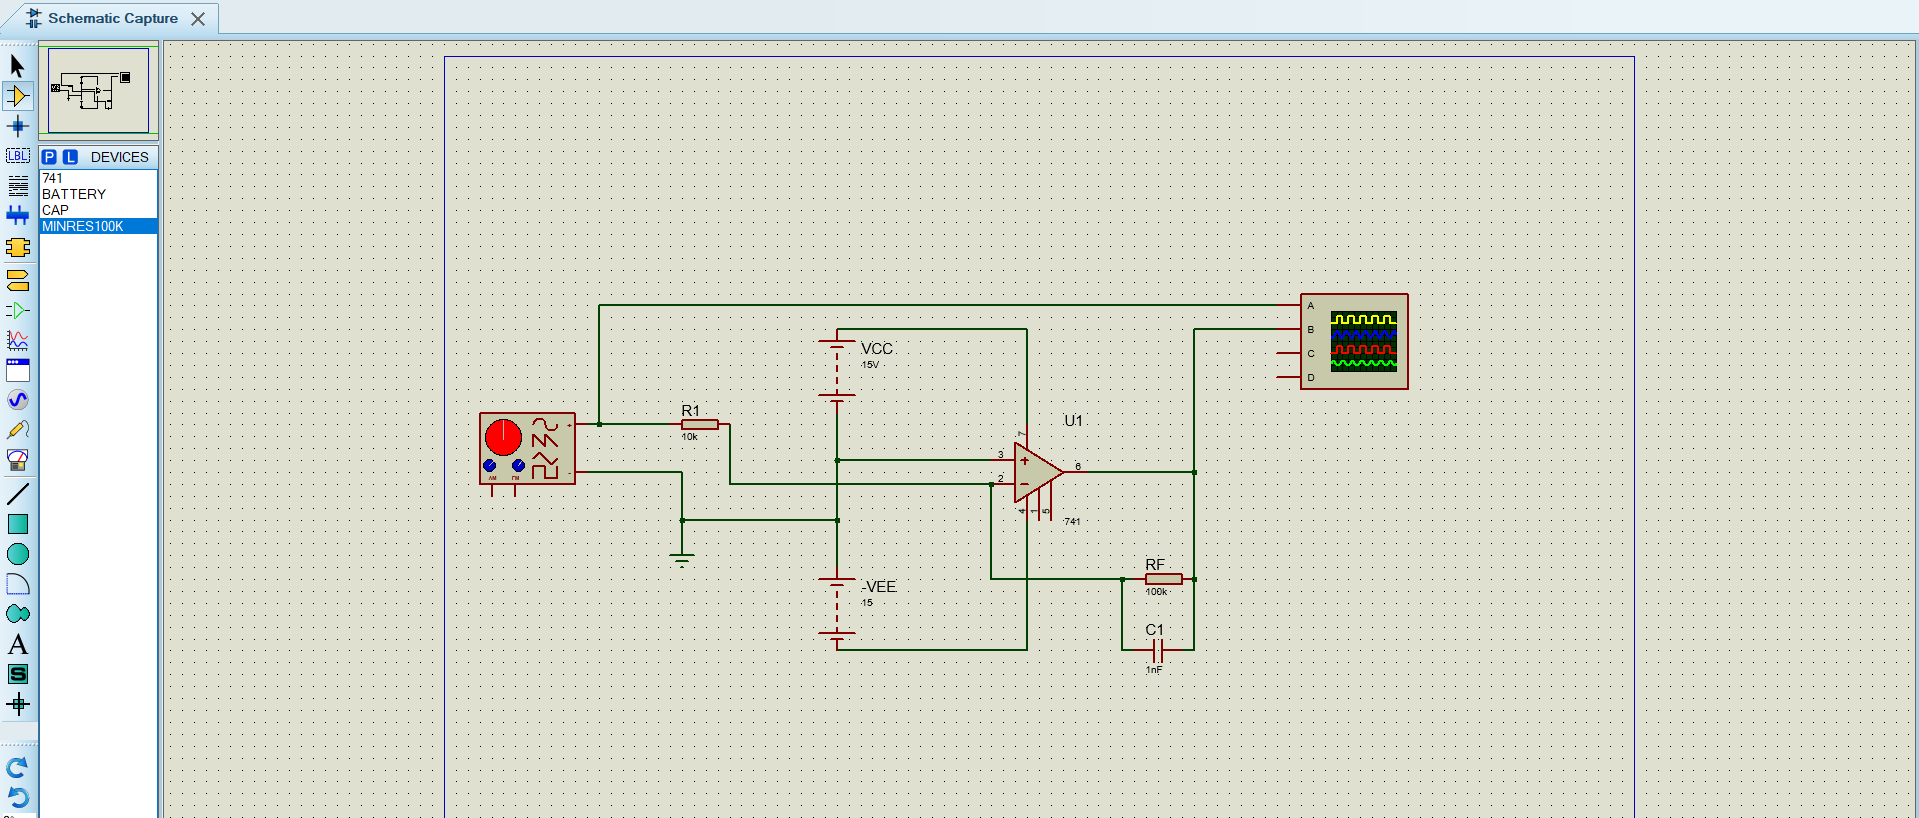 Schematic Capture
P L DEVICES
741
BATTERY
CAP
MINRES100K
LBL
A
S
A
B
C
D
VCC
15V
R1
10k
+
-
AM FM
U1
7
3
+
6
2
-
4
1
5
741
-VEE
15
RF
100k
C1
1nF